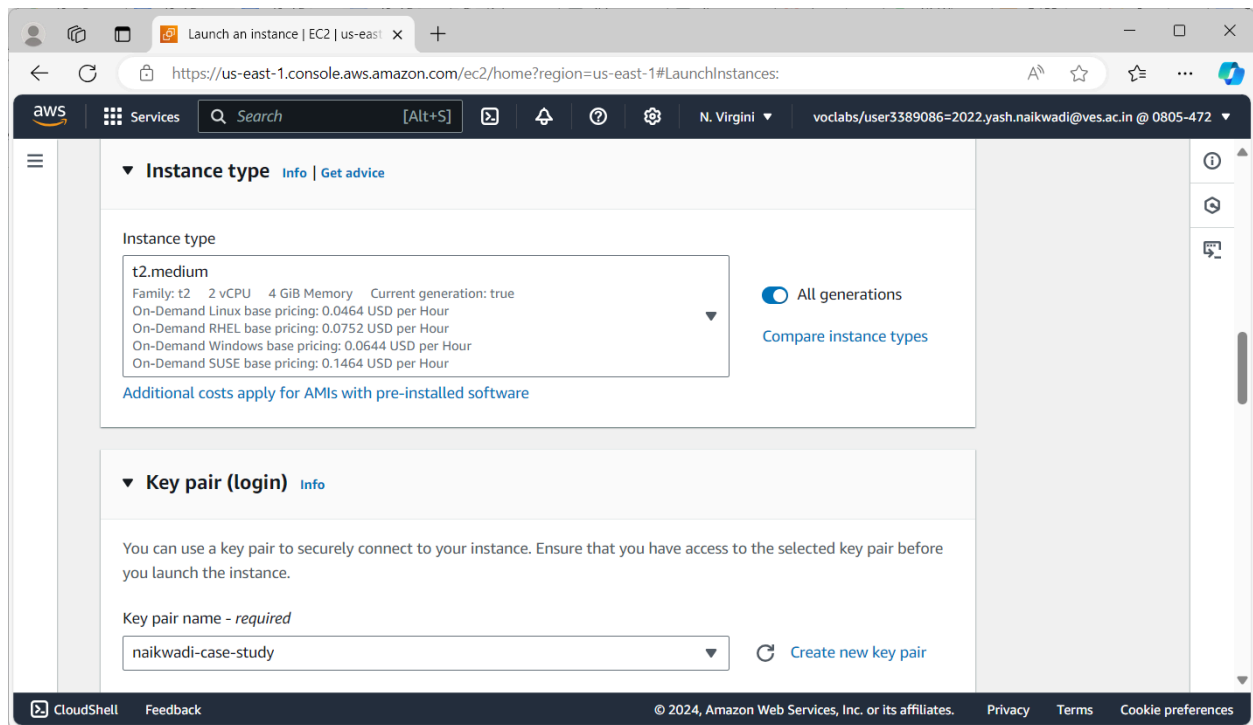 Launch an instance | EC2 | us-east
https://us-east-1.console.aws.amazon.com/ec2/home?region=us-east-1#LaunchInstances:
aws Services Search [Alt+S] N. Virgini voclabs/user3389086=2022.yash.naikwadi@ves.ac.in @ 0805-472
Instance type Info | Get advice
Instance type
t2.medium
Family: t2 2 vCPU 4 GiB Memory Current generation: true
On-Demand Linux base pricing: 0.0464 USD per Hour
On-Demand RHEL base pricing: 0.0752 USD per Hour
On-Demand Windows base pricing: 0.0644 USD per Hour
On-Demand SUSE base pricing: 0.1464 USD per Hour
All generations
Compare instance types
Additional costs apply for AMIs with pre-installed software
Key pair (login) Info
You can use a key pair to securely connect to your instance. Ensure that you have access to the selected key pair before
you launch the instance.
Key pair name - required
naikwadi-case-study
Create new key pair
CloudShell Feedback © 2024, Amazon Web Services, Inc. or its affiliates. Privacy Terms Cookie preferences